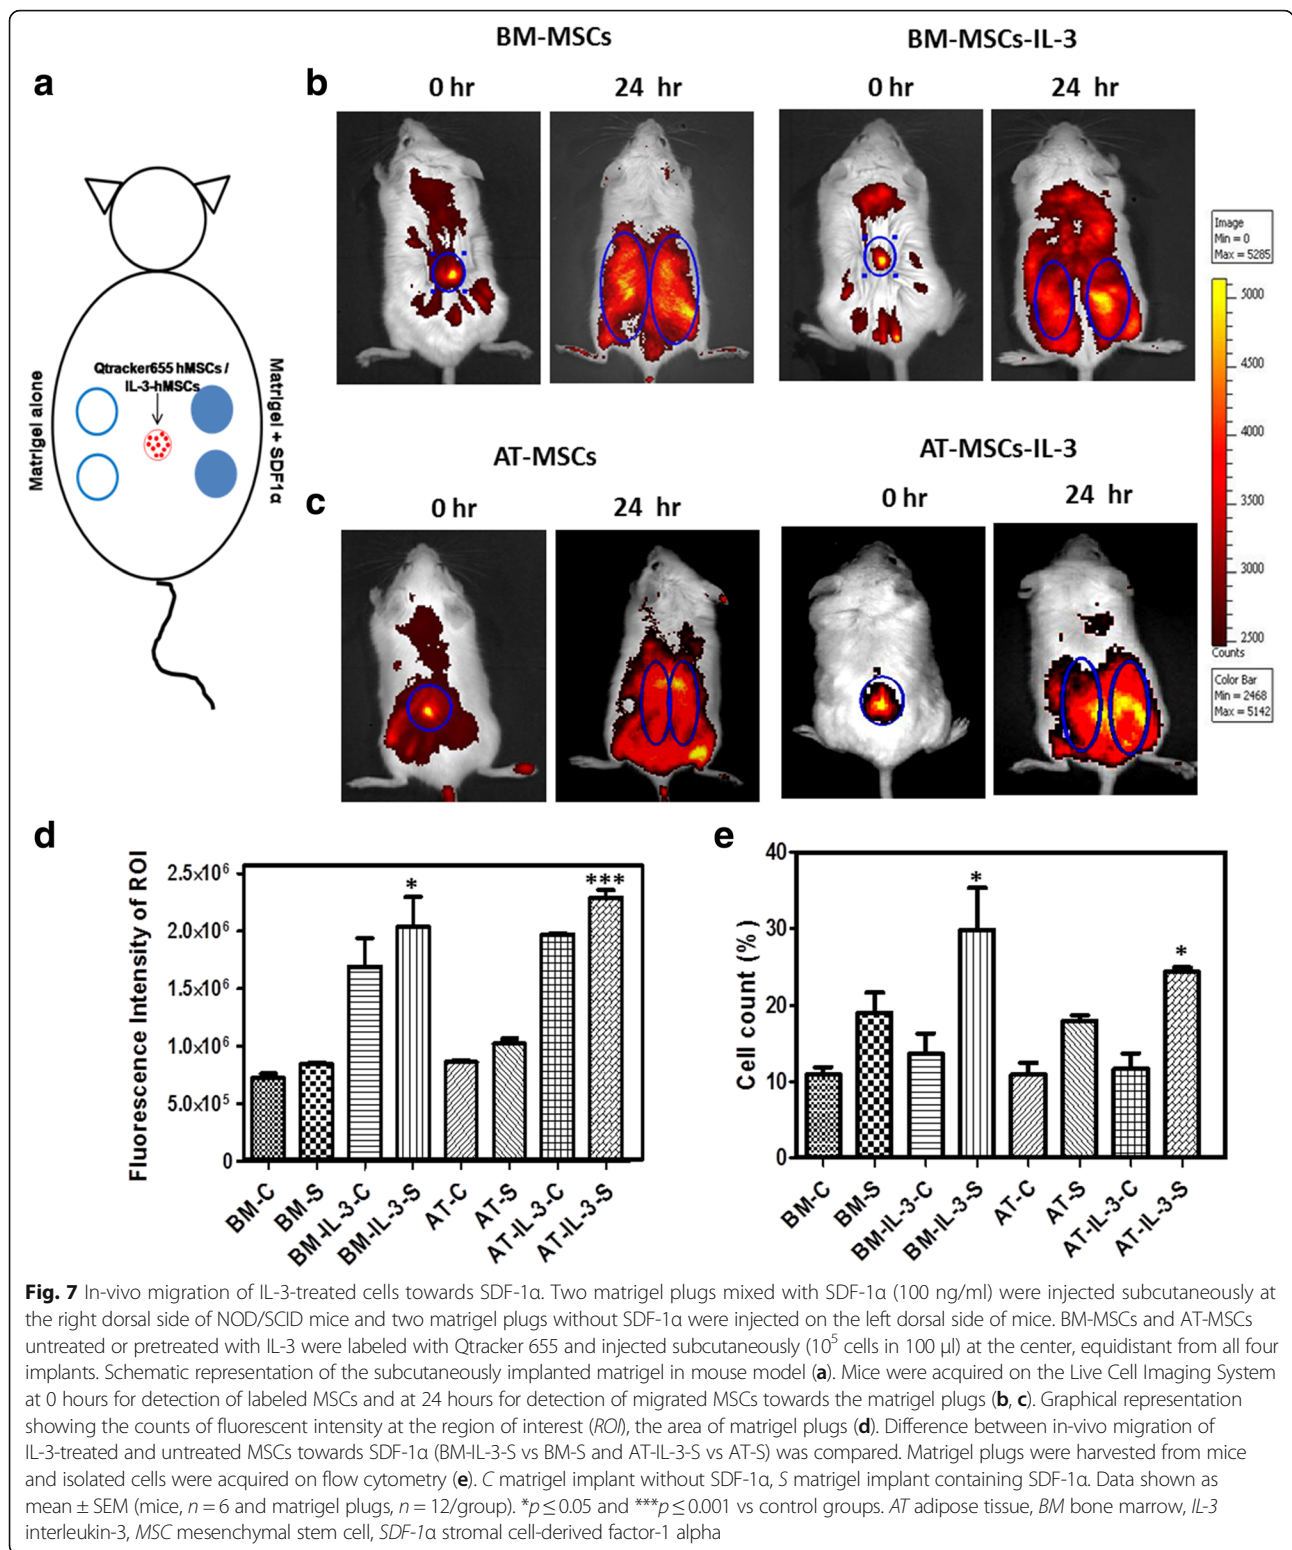 a
Qtracker655 hMSCs /
IL-3-hMSCs
Matrigel alone
Matrigel + SDF1α
b
BM-MSCs
BM-MSCs-IL-3
0 hr
24 hr
0 hr
24 hr
c
AT-MSCs
AT-MSCs-IL-3
0 hr
24 hr
0 hr
24 hr
Image
Min = 0
Max = 5285
5000
4500
4000
3500
3000
2500
Counts
Color Bar
Min = 2468
Max = 5142
d
Fluorescence Intensity of ROI
2.5×10⁶
2.0×10⁶
1.5×10⁶
1.0×10⁶
5.0×10⁵
0
*
***
BM-C
BM-S
BM-IL-3-C
BM-IL-3-S
AT-C
AT-S
AT-IL-3-C
AT-IL-3-S
e
Cell count (%)
40
30
20
10
0
*
*
BM-C
BM-S
BM-IL-3-C
BM-IL-3-S
AT-C
AT-S
AT-IL-3-C
AT-IL-3-S
Fig. 7 In-vivo migration of IL-3-treated cells towards SDF-1α. Two matrigel plugs mixed with SDF-1α (100 ng/ml) were injected subcutaneously at
the right dorsal side of NOD/SCID mice and two matrigel plugs without SDF-1α were injected on the left dorsal side of mice. BM-MSCs and AT-MSCs
untreated or pretreated with IL-3 were labeled with Qtracker 655 and injected subcutaneously (10⁵ cells in 100 μl) at the center, equidistant from all four
implants. Schematic representation of the subcutaneously implanted matrigel in mouse model (a). Mice were acquired on the Live Cell Imaging System
at 0 hours for detection of labeled MSCs and at 24 hours for detection of migrated MSCs towards the matrigel plugs (b, c). Graphical representation
showing the counts of fluorescent intensity at the region of interest (ROI), the area of matrigel plugs (d). Difference between in-vivo migration of
IL-3-treated and untreated MSCs towards SDF-1α (BM-IL-3-S vs BM-S and AT-IL-3-S vs AT-S) was compared. Matrigel plugs were harvested from mice
and isolated cells were acquired on flow cytometry (e). C matrigel implant without SDF-1α, S matrigel implant containing SDF-1α. Data shown as
mean ± SEM (mice, n = 6 and matrigel plugs, n = 12/group). *p ≤ 0.05 and ***p ≤ 0.001 vs control groups. AT adipose tissue, BM bone marrow, IL-3
interleukin-3, MSC mesenchymal stem cell, SDF-1α stromal cell-derived factor-1 alpha